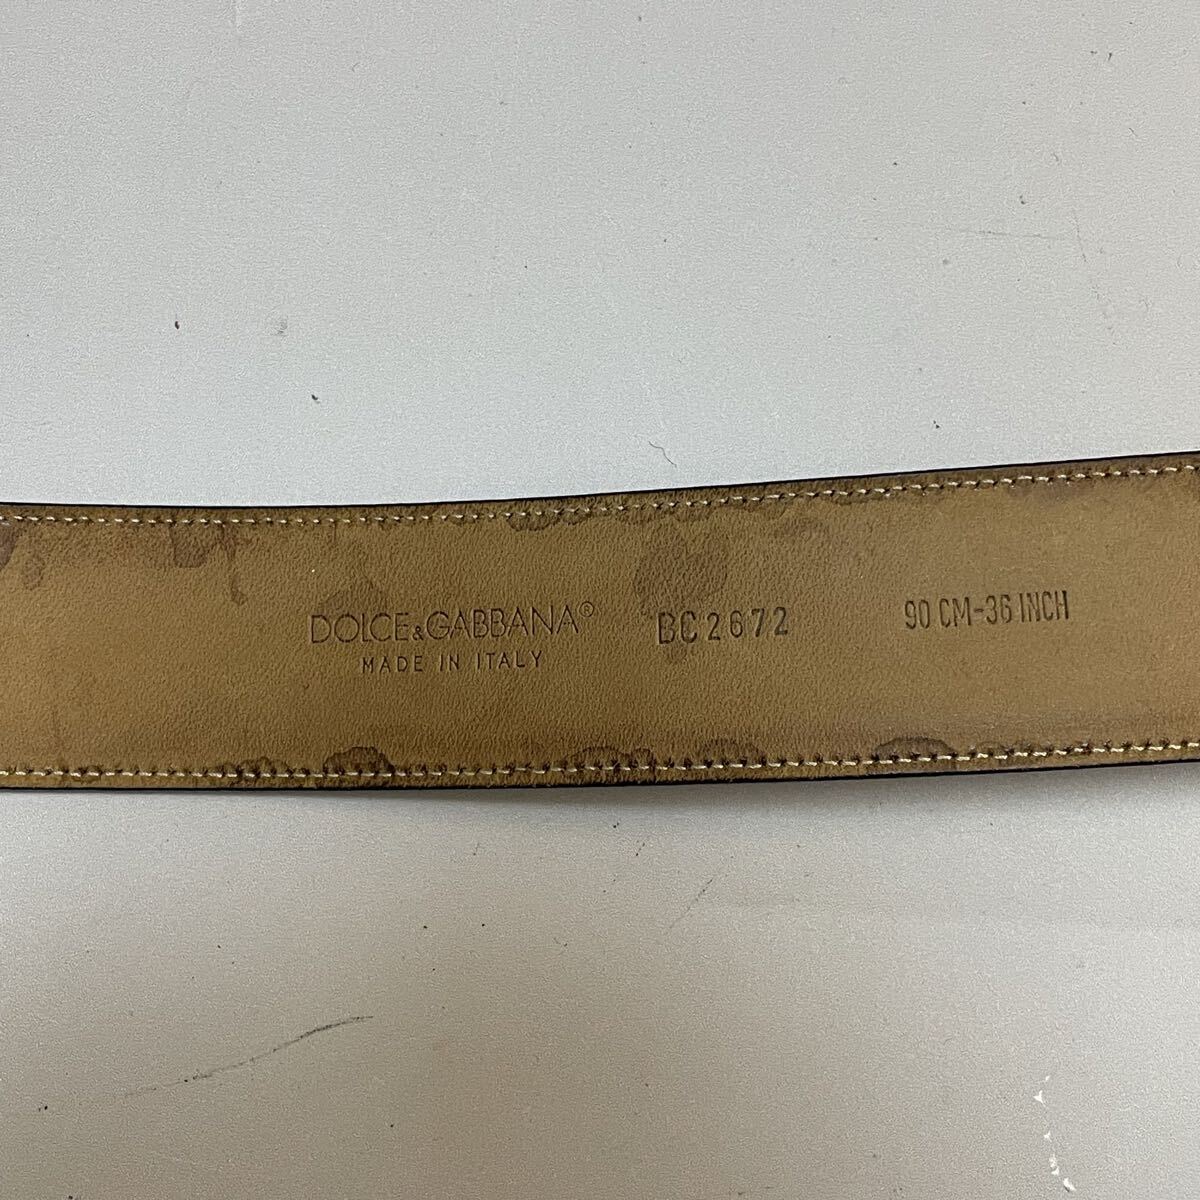 DOLCE&GABBANA® BC2672 90 CM-36 INCH
MADE IN ITALY